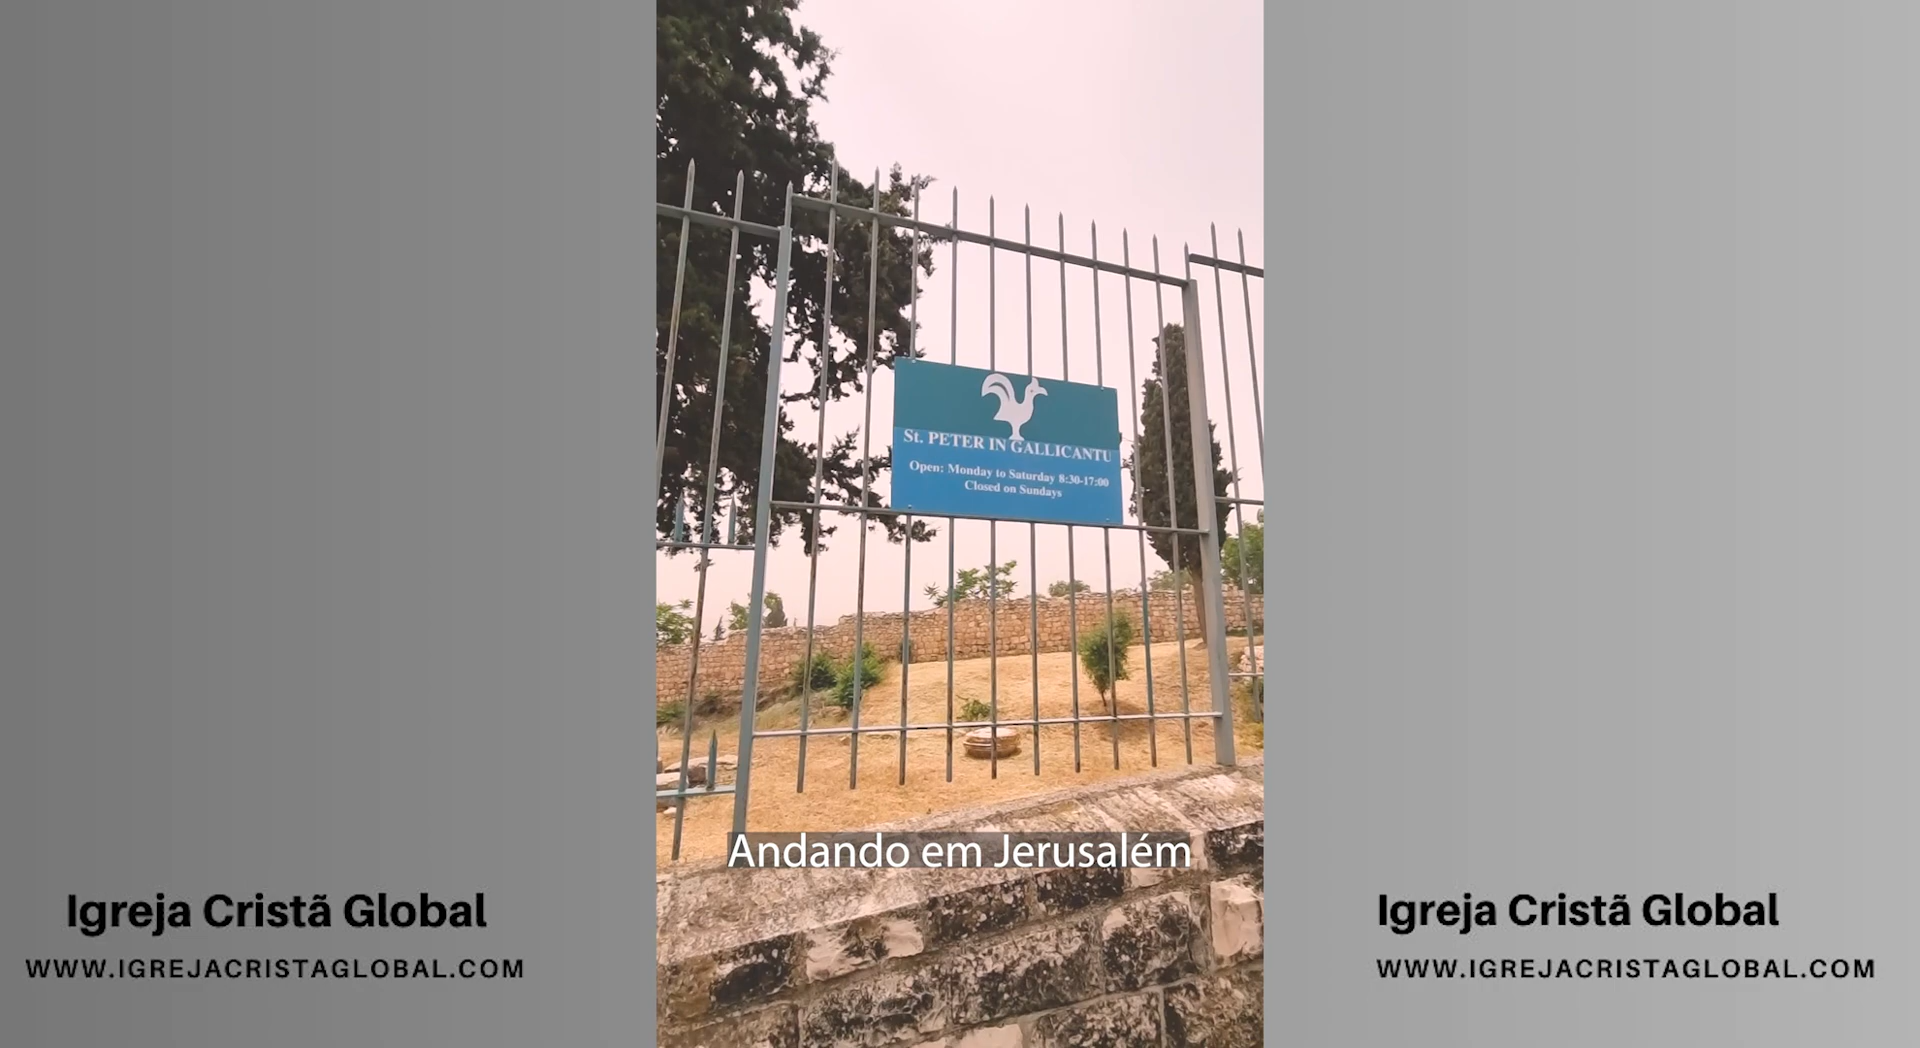 St. PETER IN GALLICANTU
Open: Monday to Saturday 8:30-17:00
Closed on Sundays
Andando em Jerusalém
Igreja Cristã Global
WWW.IGREJACRISTAGLOBAL.COM
Igreja Cristã Global
WWW.IGREJACRISTAGLOBAL.COM